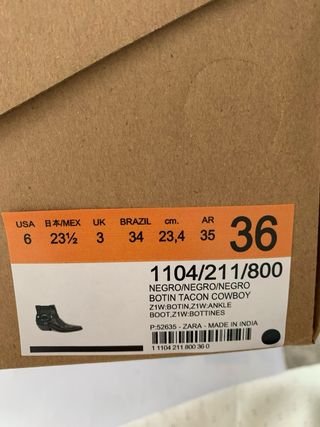 USA 日本/MEX UK BRAZIL cm. AR
6 23½ 3 34 23,4 35 36
1104/211/800
NEGRO/NEGRO/NEGRO
BOTIN TACON COWBOY
Z1W:BOTIN,Z1W:ANKLE
BOOT,Z1W:BOTTINES
P:52635 - ZARA - MADE IN INDIA
1 1104 211 800 36 0